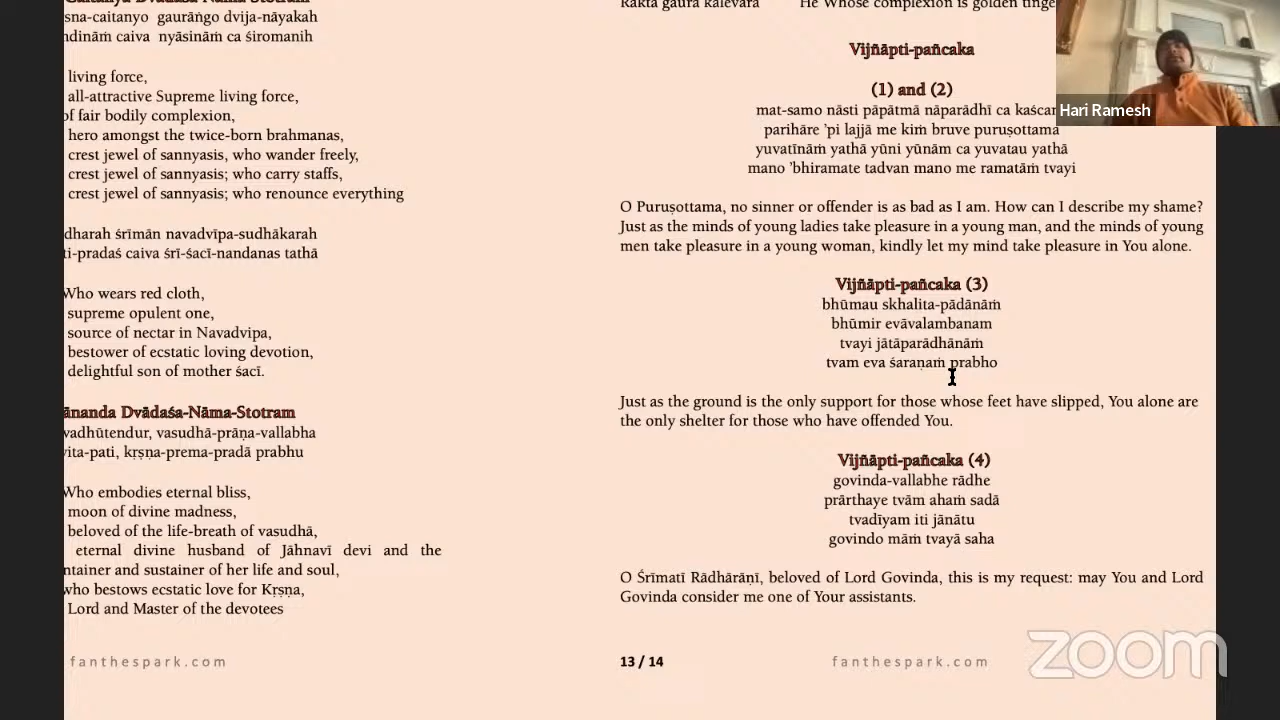 Caitanya-Dvādaśa-Nāma-Stotram
sna-caitanyo gaurāṅgo dvija-nāyakah
ndinām caiva nyāsinām ca śiromanih
living force,
all-attractive Supreme living force,
of fair bodily complexion,
hero amongst the twice-born brahmanas,
crest jewel of sannyasis, who wander freely,
crest jewel of sannyasis; who carry staffs,
crest jewel of sannyasis; who renounce everything
dharah śrīmān navadvīpa-sudhākarah
ti-pradaś caiva śrī-śacī-nandanas tathā
Who wears red cloth,
supreme opulent one,
source of nectar in Navadvipa,
bestower of ecstatic loving devotion,
delightful son of mother śacī.
ānanda Dvādaśa-Nāma-Stotram
vadhūtendur, vasudhā-prāṇa-vallabha
vita-pati, kṛṣṇa-prema-pradā prabhu
Who embodies eternal bliss,
moon of divine madness,
beloved of the life-breath of vasudhā,
eternal divine husband of Jāhnavī devi and the
ntainer and sustainer of her life and soul,
who bestows ecstatic love for Kṛṣṇa,
Lord and Master of the devotees
fanthespark.com
Rakta gaura kalevara He Whose complexion is golden tinge
Vijñāpti-pañcaka
(1) and (2)
mat-samo nāsti pāpātmā nāparādhī ca kaścan
parihāre 'pi lajjā me kiṁ bruve puruṣottama
yuvatīnāṁ yathā yūni yūnāṁ ca yuvatau yathā
mano 'bhiramate tadvan mano me ramatāṁ tvayi
O Puruṣottama, no sinner or offender is as bad as I am. How can I describe my shame?
Just as the minds of young ladies take pleasure in a young man, and the minds of young
men take pleasure in a young woman, kindly let my mind take pleasure in You alone.
Vijñāpti-pañcaka (3)
bhūmau skhalita-pādānāṁ
bhūmir evāvalambanam
tvayi jātāparādhānāṁ
tvam eva śaraṇaṁ prabho
Just as the ground is the only support for those whose feet have slipped, You alone are
the only shelter for those who have offended You.
Vijñāpti-pañcaka (4)
govinda-vallabhe rādhe
prārthaye tvām ahaṁ sadā
tvadīyam iti jānātu
govindo māṁ tvayā saha
O Śrīmatī Rādhārāṇī, beloved of Lord Govinda, this is my request: may You and Lord
Govinda consider me one of Your assistants.
13 / 14
fanthespark.com
Hari Ramesh
zoom